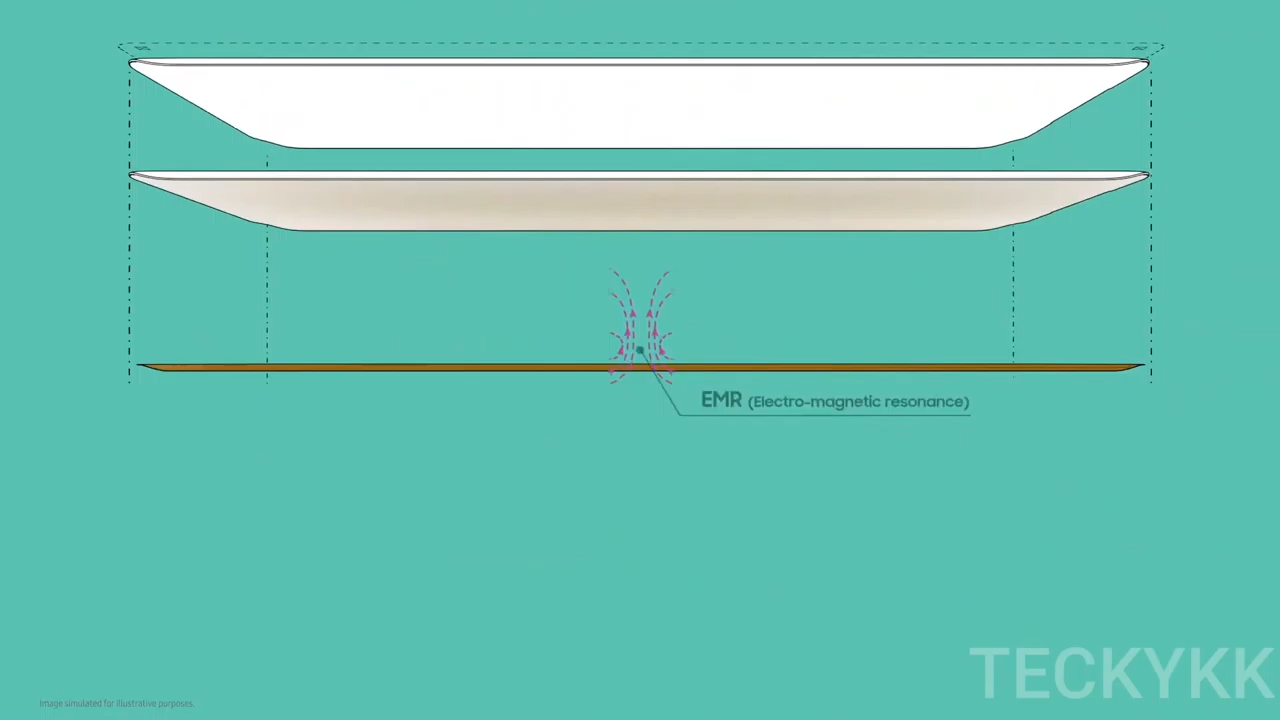 EMR (Electro-magnetic resonance)
TECKYKK
Image simulated for illustrative purposes.